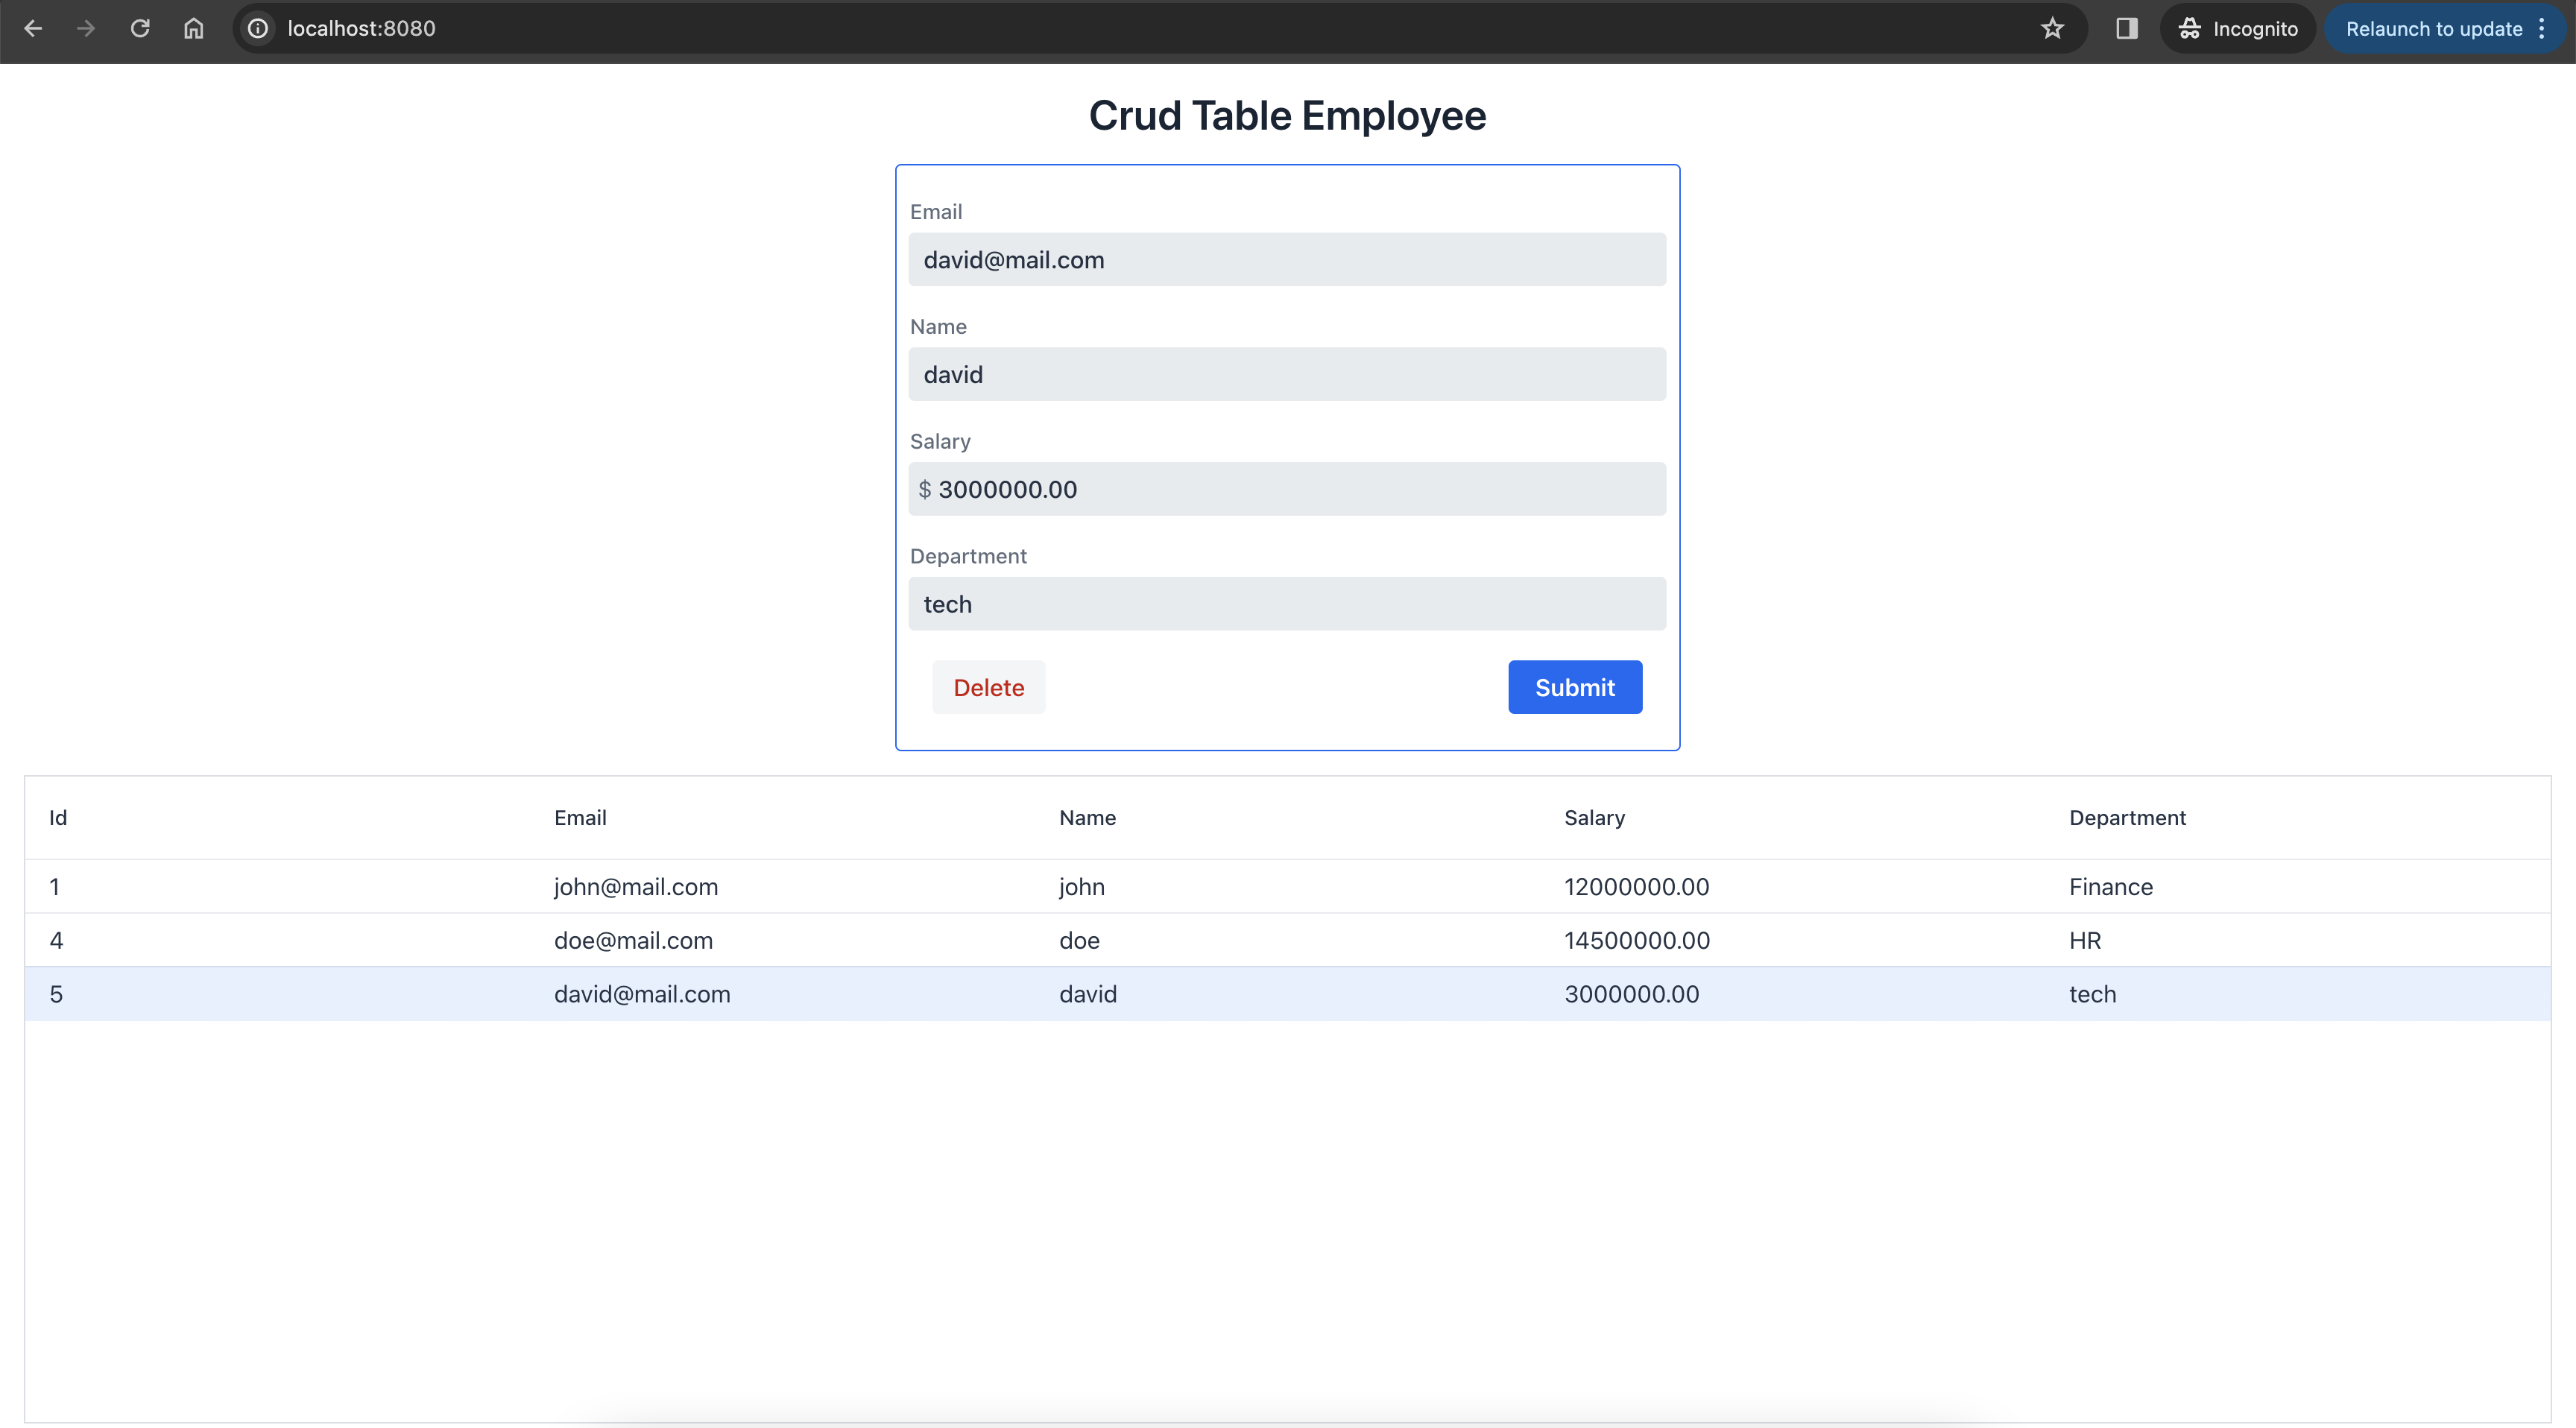 localhost:8080 Incognito Relaunch to update
Crud Table Employee
Email
david@mail.com
Name
david
Salary
$ 3000000.00
Department
tech
Delete Submit
Id Email Name Salary Department
1 john@mail.com john 12000000.00 Finance
4 doe@mail.com doe 14500000.00 HR
5 david@mail.com david 3000000.00 tech